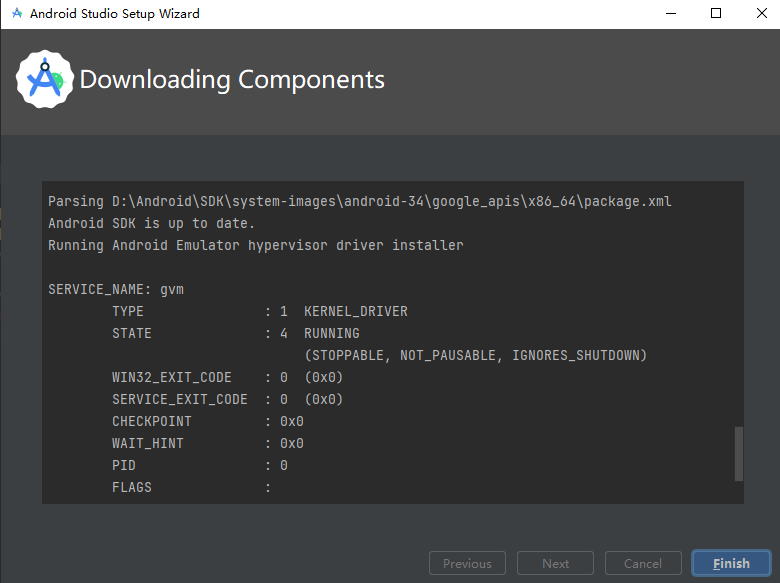 Android Studio Setup Wizard
Downloading Components
Parsing D:\Android\SDK\system-images\android-34\google_apis\x86_64\package.xml
Android SDK is up to date.
Running Android Emulator hypervisor driver installer
SERVICE_NAME: gvm
TYPE : 1 KERNEL_DRIVER
STATE : 4 RUNNING
(STOPPABLE, NOT_PAUSABLE, IGNORES_SHUTDOWN)
WIN32_EXIT_CODE : 0 (0x0)
SERVICE_EXIT_CODE : 0 (0x0)
CHECKPOINT : 0x0
WAIT_HINT : 0x0
PID : 0
FLAGS :
Previous Next Cancel Finish